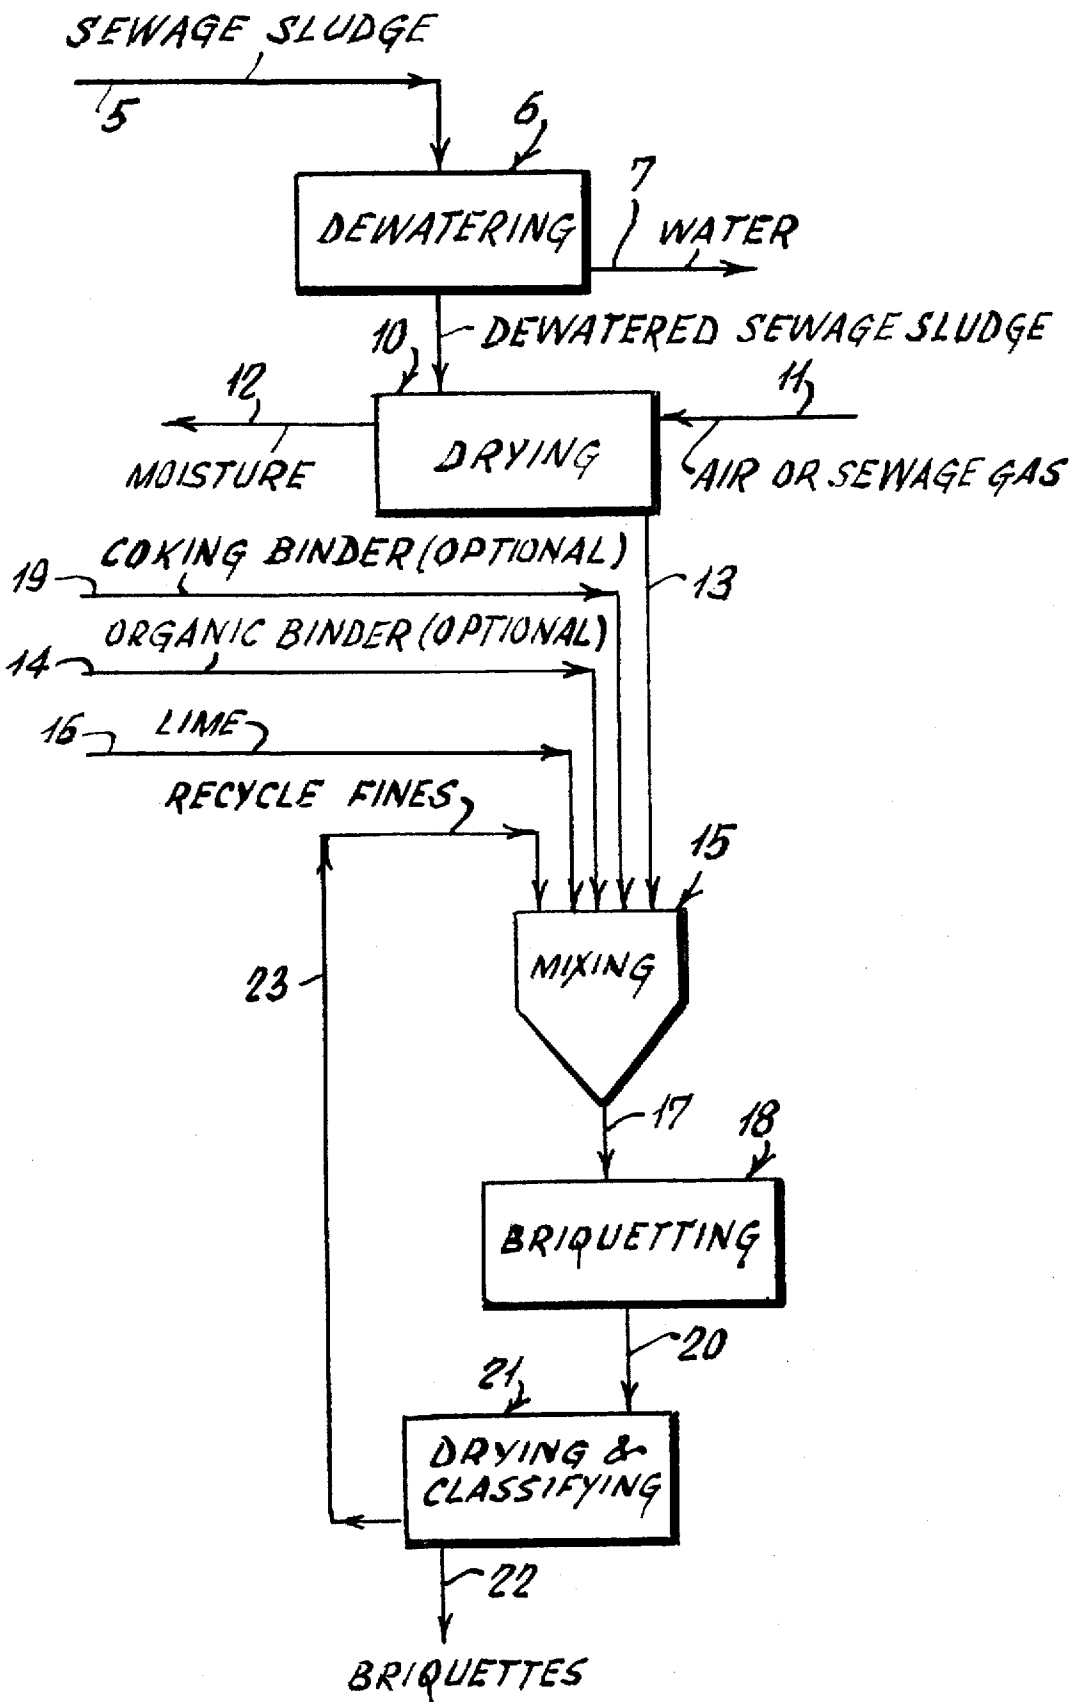 SEWAGE SLUDGE
5
6
DEWATERING
7
WATER
DEWATERED SEWAGE SLUDGE
10
12
11
MOISTURE
DRYING
AIR OR SEWAGE GAS
COKING BINDER (OPTIONAL)
19
13
ORGANIC BINDER (OPTIONAL)
14
LIME
16
RECYCLE FINES
15
MIXING
23
17
18
BRIQUETTING
20
21
DRYING &
CLASSIFYING
22
BRIQUETTES